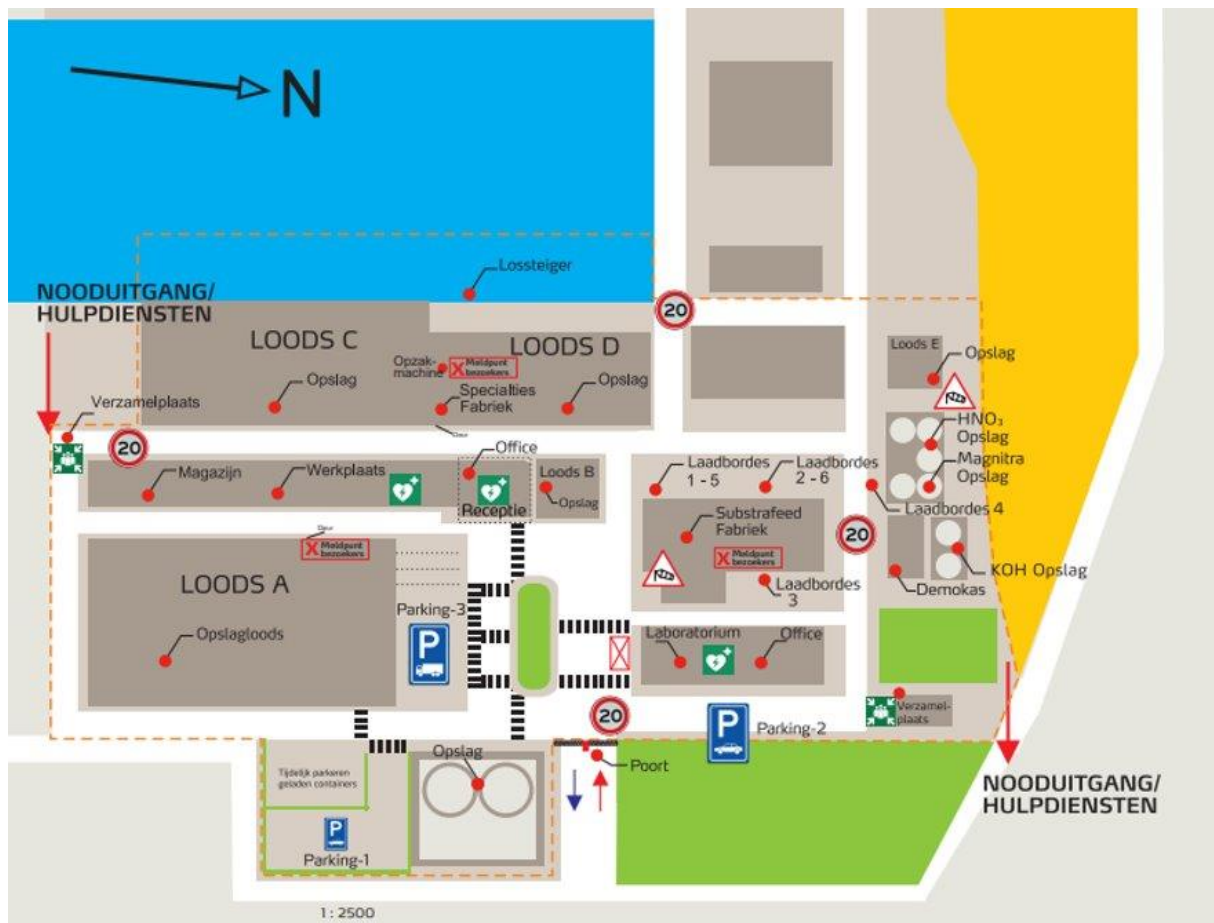 N
Lossteiger
NOODUITGANG/
HULPDIENSTEN
20
LOODS C
LOODS D
Loods E
Opzak-
machine
X Meldpunt
bezoekers
Opslag
Specialties
Fabriek
Opslag
Opslag
Verzamelplaats
HNO₃
Opslag
Deur
20
Office
Magnitra
Opslag
Magazijn
Werkplaats
Loods B
Opslag
Laadbordes
1 - 5
Laadbordes
2 - 6
Receptie
Laadbordes 4
Substrafeed
Fabriek
20
Deur
X Meldpunt
bezoekers
X Meldpunt
bezoekers
KOH Opslag
LOODS A
Laadbordes
3
Demokas
Parking-3
P
Opslagloods
Laboratorium
Office
20
P
Parking-2
Verzamel-
plaats
Opslag
Poort
Tijdelijk parkeren
geladen containers
NOODUITGANG/
HULPDIENSTEN
P
Parking-1
1 : 2500